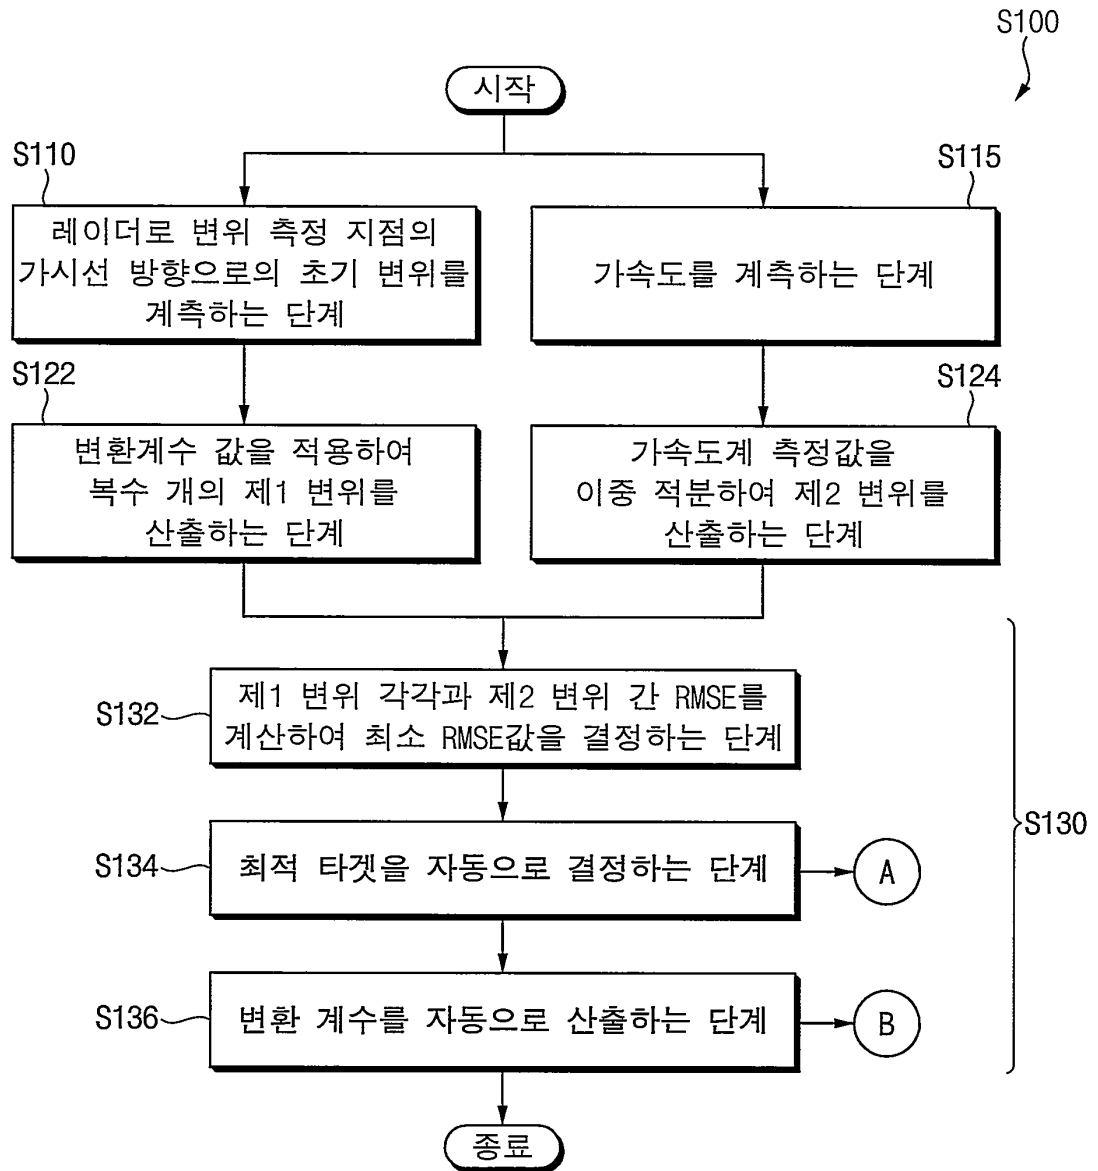 S100
시작
S110
레이더로 변위 측정 지점의
가시선 방향으로의 초기 변위를
계측하는 단계
S115
가속도를 계측하는 단계
S122
변환계수 값을 적용하여
복수 개의 제1 변위를
산출하는 단계
S124
가속도계 측정값을
이중 적분하여 제2 변위를
산출하는 단계
S132
제1 변위 각각과 제2 변위 간 RMSE를
계산하여 최소 RMSE값을 결정하는 단계
S130
S134
최적 타겟을 자동으로 결정하는 단계
A
S136
변환 계수를 자동으로 산출하는 단계
B
종료